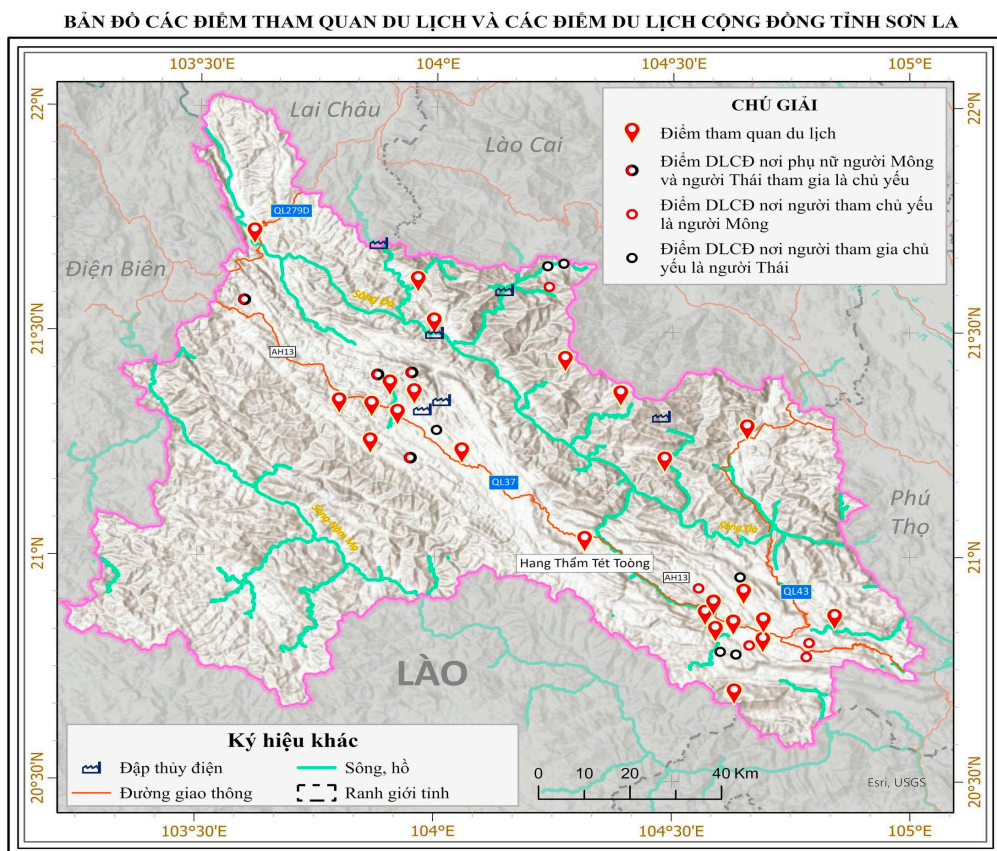 BẢN ĐỒ CÁC ĐIỂM THAM QUAN DU LỊCH VÀ CÁC ĐIỂM DU LỊCH CỘNG ĐỒNG TỈNH SƠN LA
103°30'E
104°E
104°30'E
105°E
22°N
22°N
Lai Châu
Lào Cai
CHÚ GIẢI
Điểm tham quan du lịch
Điểm DLCĐ nơi phụ nữ người Mông
và người Thái tham gia là chủ yếu
Điểm DLCĐ nơi người tham chủ yếu
là người Mông
Điểm DLCĐ nơi người tham gia chủ
yếu là người Thái
QL279D
Điện Biên
Sông Đà
21°30'N
21°30'N
AH13
QL37
Phú
Thọ
Sông Nậm Ma
Sông Đà
21°N
21°N
Hang Thẩm Tét Toòng
AH13
QL43
LÀO
Ký hiệu khác
Đập thủy điện
Sông, hồ
Đường giao thông
Ranh giới tỉnh
0
10
20
40 Km
Esri, USGS
20°30'N
20°30'N
103°30'E
104°E
104°30'E
105°E